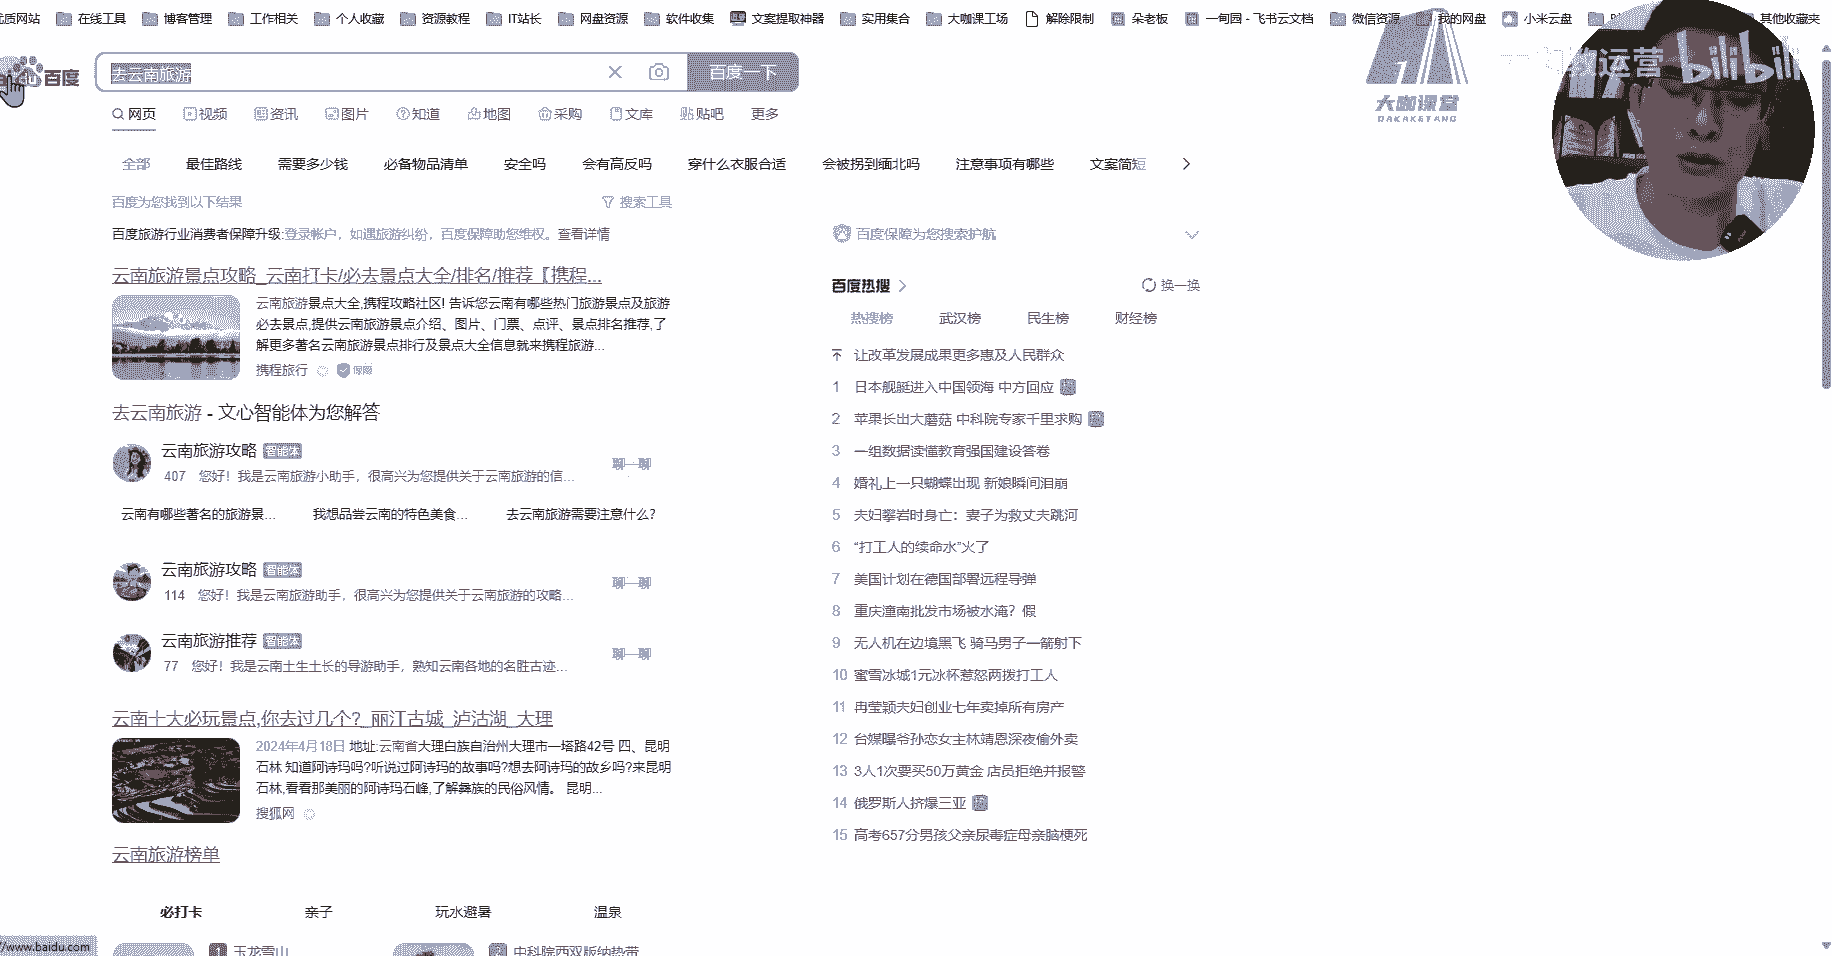 优质网站 在线工具 博客管理 工作相关 个人收藏 资源教程 IT站长 网盘资源 软件收集 文案提取神器 实用集合 大咖课工场 解除限制 朵老板 一甸园 - 飞书云文档 微信资源 我的网盘 小米云盘 其他收藏夹
百度 去云南旅游 百度一下
教运营 bilibili
大咖课堂
DAKAKETANG
网页 视频 资讯 图片 知道 地图 采购 文库 贴吧 更多
全部 最佳路线 需要多少钱 必备物品清单 安全吗 会有高反吗 穿什么衣服合适 会被拐到缅北吗 注意事项有哪些 文案简短
百度为您找到以下结果 搜索工具
百度旅游行业消费者保障升级:登录帐户，如遇旅游纠纷，百度保障助您维权。查看详情
百度保障为您搜索护航
云南旅游景点攻略_云南打卡/必去景点大全/排名/推荐【携程...
云南旅游景点大全,携程攻略社区! 告诉您云南有哪些热门旅游景点及旅游
必去景点,提供云南旅游景点介绍、图片、门票、点评、景点排名推荐,了
解更多著名云南旅游景点排行及景点大全信息就来携程旅游...
携程旅行 保障
去云南旅游 - 文心智能体为您解答
云南旅游攻略 智能体
407 您好！我是云南旅游小助手，很高兴为您提供关于云南旅游的信...
聊一聊
云南有哪些著名的旅游景... 我想品尝云南的特色美食... 去云南旅游需要注意什么?
云南旅游攻略 智能体
114 您好！我是云南旅游助手，很高兴为您提供关于云南旅游的攻略...
聊一聊
云南旅游推荐 智能体
77 您好！我是云南土生土长的导游助手，熟知云南各地的名胜古迹...
聊一聊
云南十大必玩景点,你去过几个?_丽江古城_泸沽湖_大理
2024年4月18日 地址:云南省大理白族自治州大理市一塔路42号 四、昆明
石林 知道阿诗玛吗?听说过阿诗玛的故事吗?想去阿诗玛的故乡吗?来昆明
石林,看看那美丽的阿诗玛石峰,了解彝族的民俗风情。 昆明...
搜狐网
云南旅游榜单
必打卡 亲子 玩水避暑 温泉
1 玉龙雪山 2 中科院西双版纳热带
百度热搜 换一换
热搜榜 武汉榜 民生榜 财经榜
让改革发展成果更多惠及人民群众
1 日本舰艇进入中国领海 中方回应
2 苹果长出大蘑菇 中科院专家千里求购
3 一组数据读懂教育强国建设答卷
4 婚礼上一只蝴蝶出现 新娘瞬间泪崩
5 夫妇攀岩时身亡：妻子为救丈夫跳河
6 “打工人的续命水”火了
7 美国计划在德国部署远程导弹
8 重庆潼南批发市场被水淹？假
9 无人机在边境黑飞 骑马男子一箭射下
10 蜜雪冰城1元冰杯惹怒两拨打工人
11 冉莹颖夫妇创业七年卖掉所有房产
12 台媒曝爷孙恋女主林靖恩深夜偷外卖
13 3人1次要买50万黄金 店员拒绝并报警
14 俄罗斯人挤爆三亚
15 高考657分男孩父亲尿毒症母亲脑梗死
//www.baidu.com